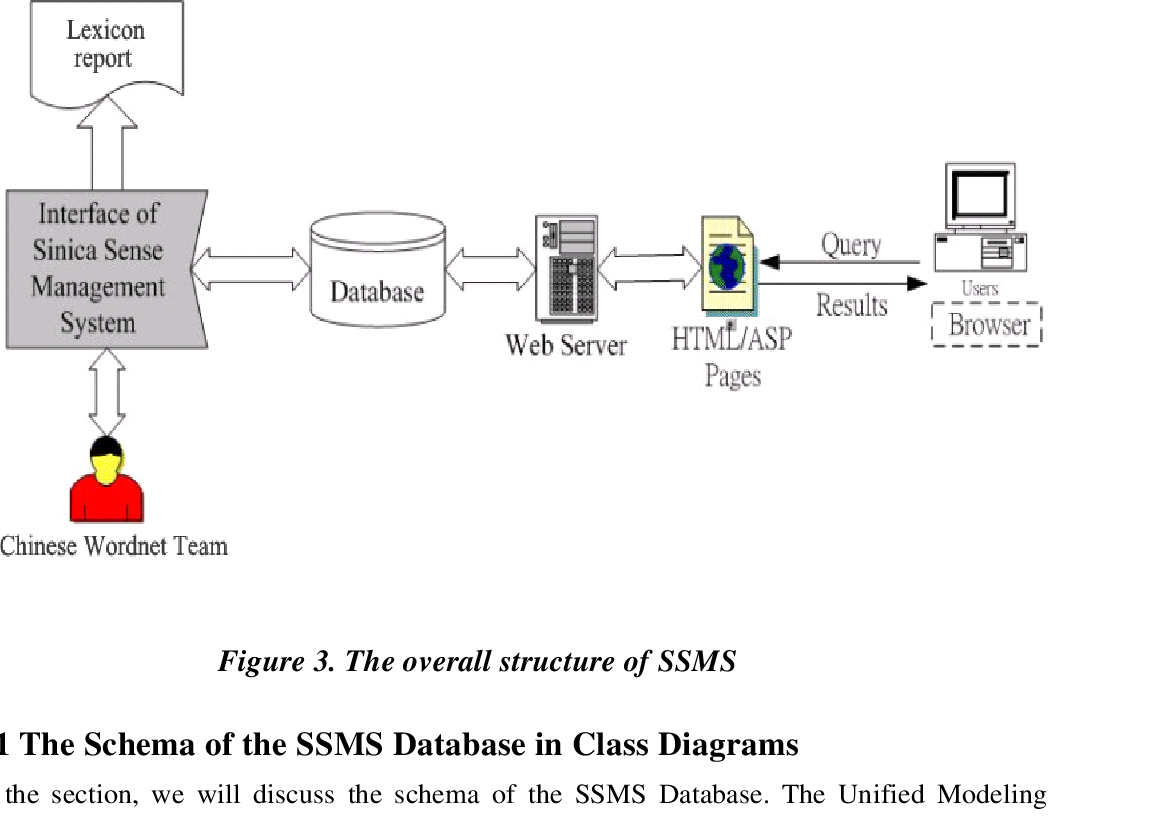 Lexicon
report
Interface of
Sinica Sense
Management
System
Database
Web Server
HTML/ASP
Pages
Query
Results
Users
Browser
Chinese Wordnet Team
Figure 3. The overall structure of SSMS
1 The Schema of the SSMS Database in Class Diagrams
the section, we will discuss the schema of the SSMS Database. The Unified Modeling